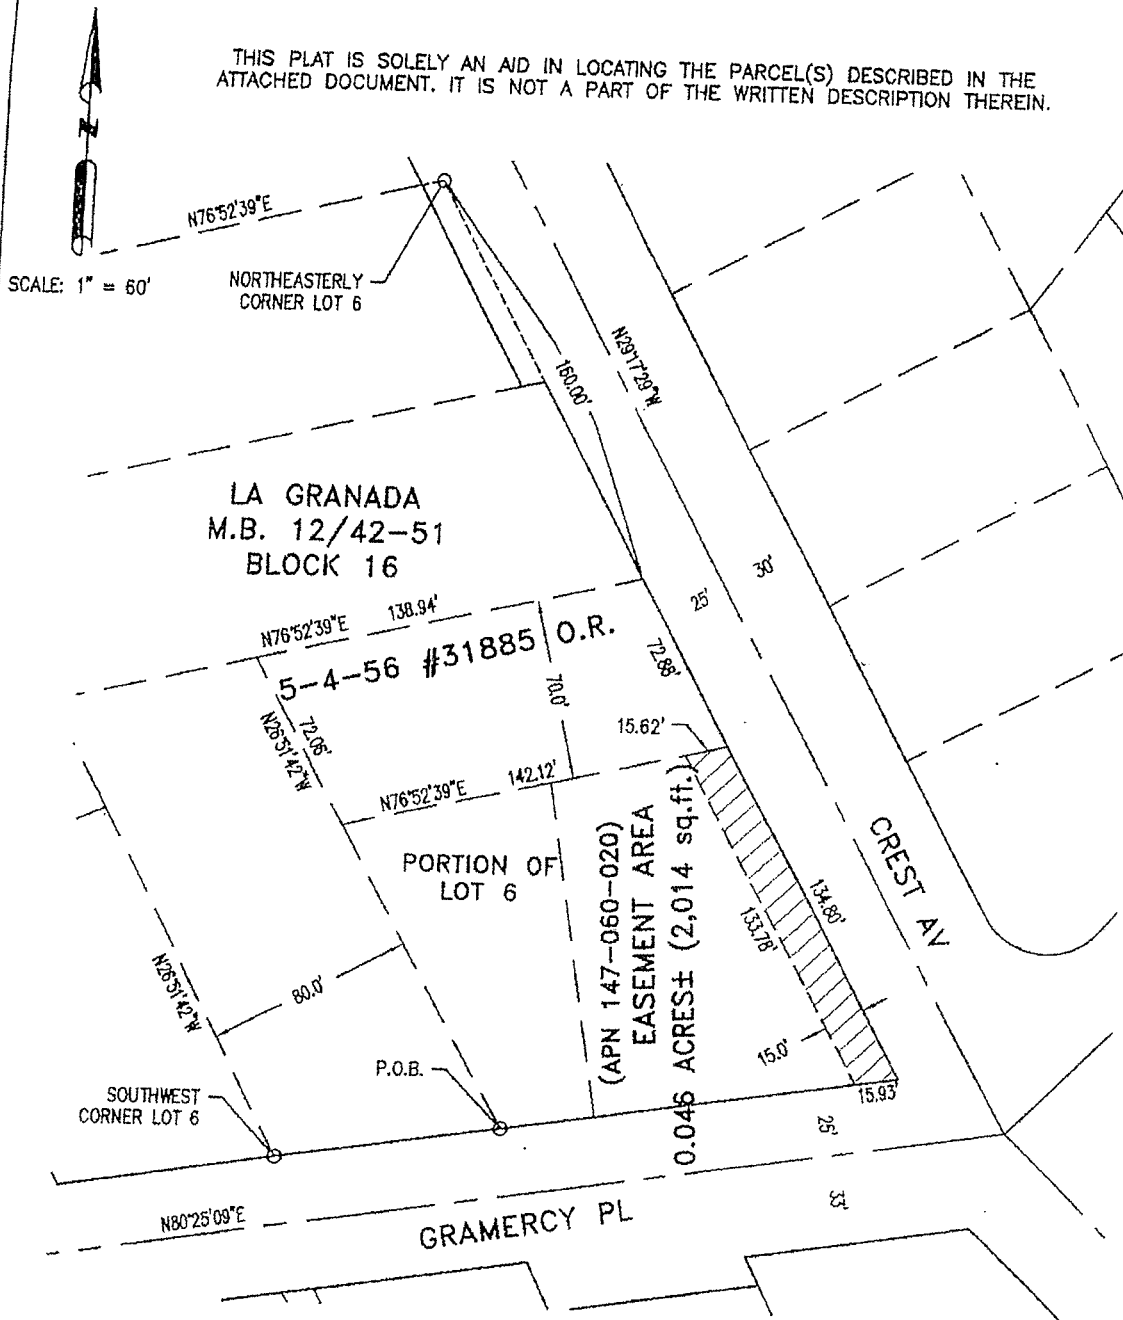 THIS PLAT IS SOLELY AN AID IN LOCATING THE PARCEL(S) DESCRIBED IN THE
ATTACHED DOCUMENT. IT IS NOT A PART OF THE WRITTEN DESCRIPTION THEREIN.
N
SCALE: 1" = 60'
N76°52'39"E
NORTHEASTERLY
CORNER LOT 6
160.00'
N29°17'29"W
LA GRANADA
M.B. 12/42-51
BLOCK 16
25'
30'
N76°52'39"E
138.94'
5-4-56 #31885 O.R.
72.88'
70.0'
72.06'
N26°51'42"W
15.62'
N76°52'39"E
142.12'
PORTION OF
LOT 6
(APN 147-060-020)
EASEMENT AREA
0.046 ACRES± (2,014 sq.ft.)
CREST AV
134.80'
133.78'
N26°51'42"W
80.0'
15.0'
P.O.B.
SOUTHWEST
CORNER LOT 6
15.93'
25'
33'
N80°25'09"E
GRAMERCY PL